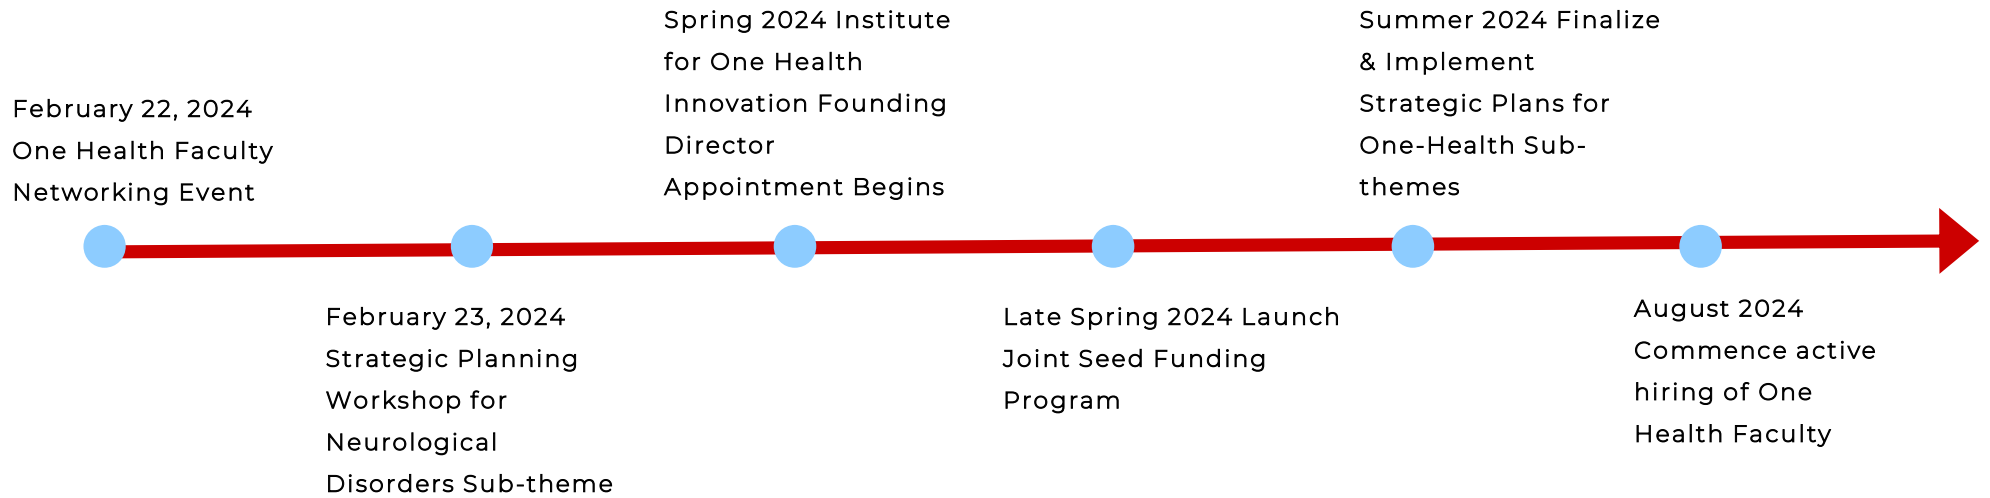 February 22, 2024
One Health Faculty
Networking Event
February 23, 2024
Strategic Planning
Workshop for
Neurological
Disorders Sub-theme
Spring 2024 Institute
for One Health
Innovation Founding
Director
Appointment Begins
Late Spring 2024 Launch
Joint Seed Funding
Program
Summer 2024 Finalize
& Implement
Strategic Plans for
One-Health Sub-
themes
August 2024
Commence active
hiring of One
Health Faculty